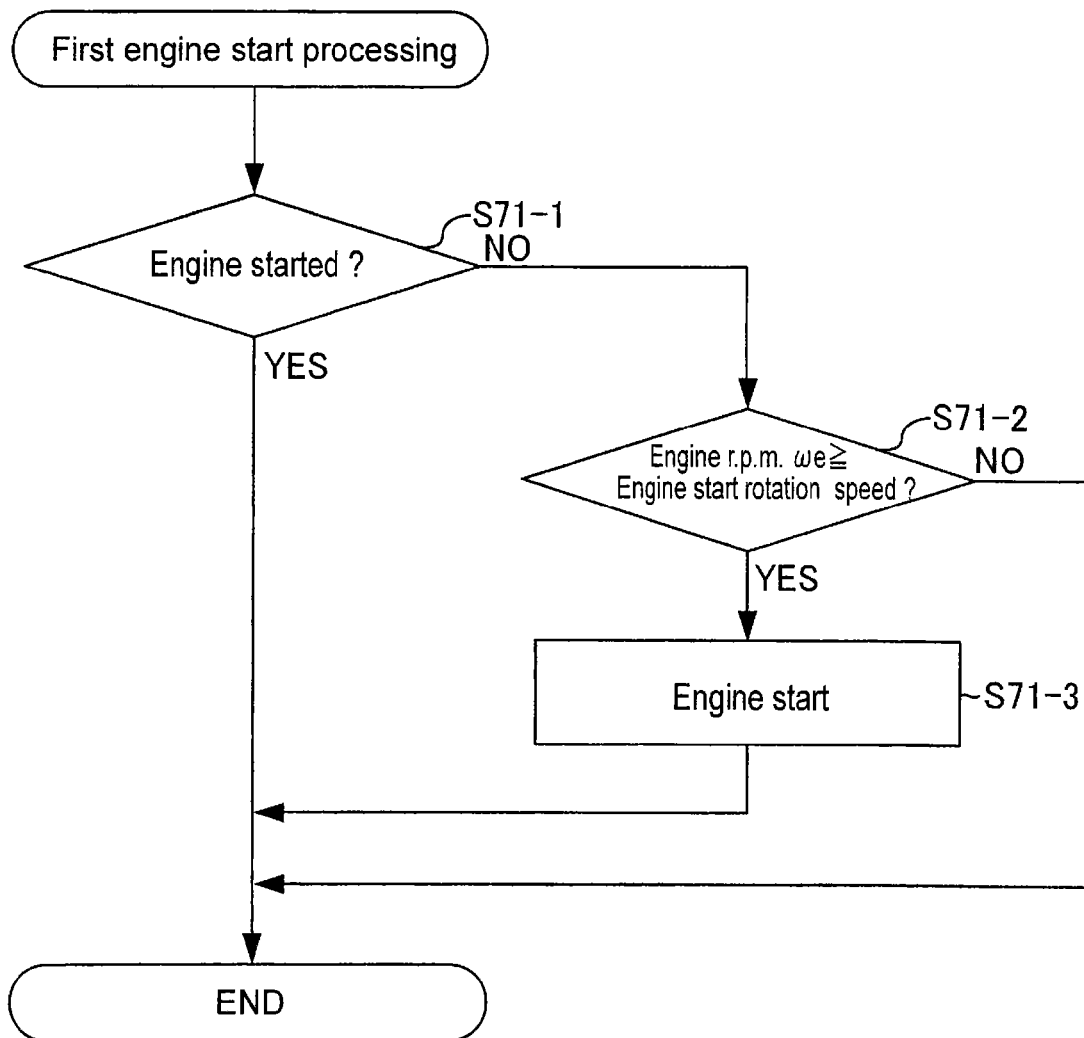 First engine start processing
S71-1
Engine started ?
NO
YES
S71-2
Engine r.p.m. ωe≧
Engine start rotation speed ?
NO
YES
Engine start
S71-3
END